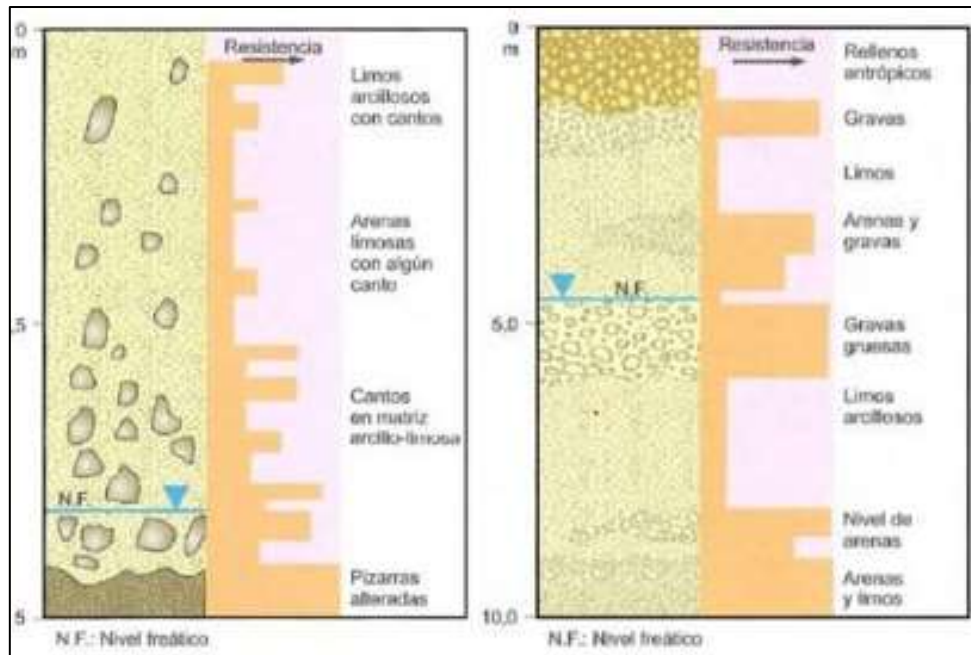 0
m
Resistencia
Limos
arcillosos
con cantos
Arenas
limosas
con algún
canto
,5
Cantos
en matriz
arcillo-limosa
N.F.
Pizarras
alteradas
5
N.F.: Nivel freático
m
Resistencia
Rellenos
antrópicos
Gravas
Limos
Arenas y
gravas
N.F.
5,0
Gravas
gruesas
Limos
arcillosos
Nivel de
arenas
Arenas
y limos
10,0
N.F.: Nivel freático